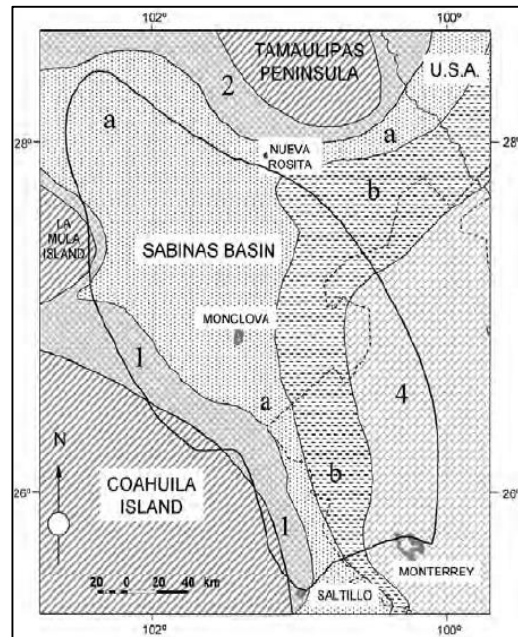 102°
100°
TAMAULIPAS
PENINSULA
U.S.A.
2
a
a
28°
28°
NUEVA
ROSITA
b
LA
MULA
ISLAND
SABINAS BASIN
MONCLOVA
1
4
a
N
b
26°
26°
COAHUILA
ISLAND
1
MONTERREY
20 0 20 40
km
SALTILLO
102°
100°